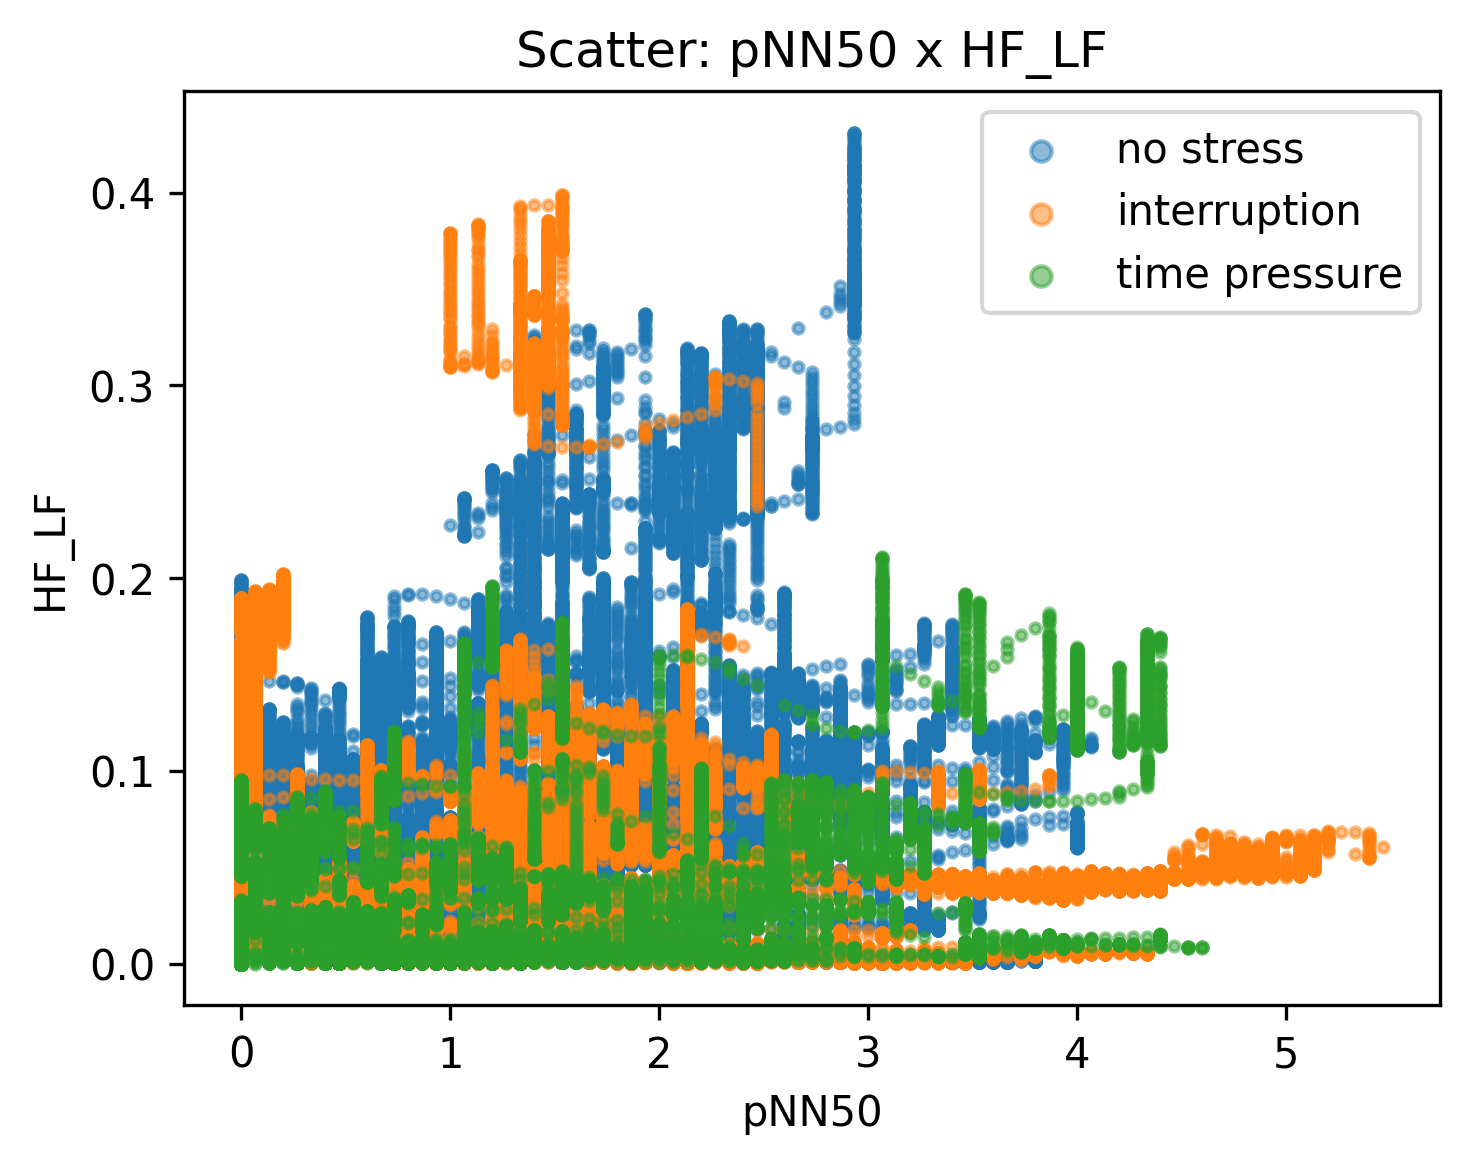 Scatter: pNN50 x HF_LF
no stress
interruption
time pressure
HF_LF
0.4
0.3
0.2
0.1
0.0
0 1 2 3 4 5
pNN50